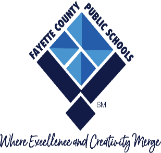 FAYETTE COUNTY PUBLIC SCHOOLS
SM
Where Excellence and Creativity Merge